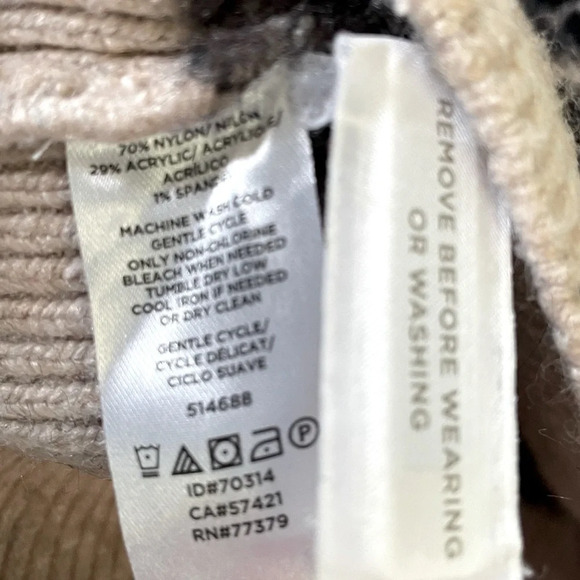 70% NYLON/ NILÓN
29% ACRYLIC/ ACRYLIQUE/
ACRÍLICO
1% SPANDEX
MACHINE WASH COLD
GENTLE CYCLE
ONLY NON-CHLORINE
BLEACH WHEN NEEDED
TUMBLE DRY LOW
COOL IRON IF NEEDED
OR DRY CLEAN
GENTLE CYCLE/
CYCLE DÉLICAT/
CICLO SUAVE
514688
P
ID#70314
CA#57421
RN#77379
REMOVE BEFORE WEARING
OR WASHING